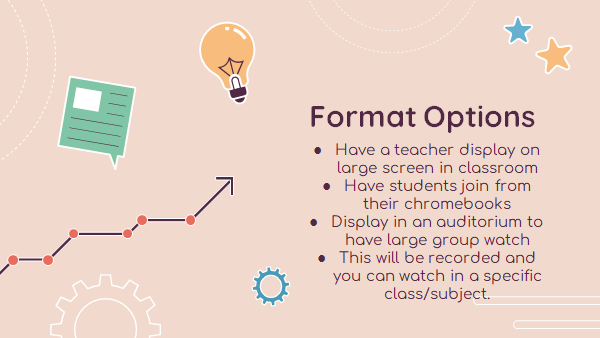 Format Options
● Have a teacher display on
large screen in classroom
● Have students join from
their chromebooks
● Display in an auditorium to
have large group watch
● This will be recorded and
you can watch in a specific
class/subject.